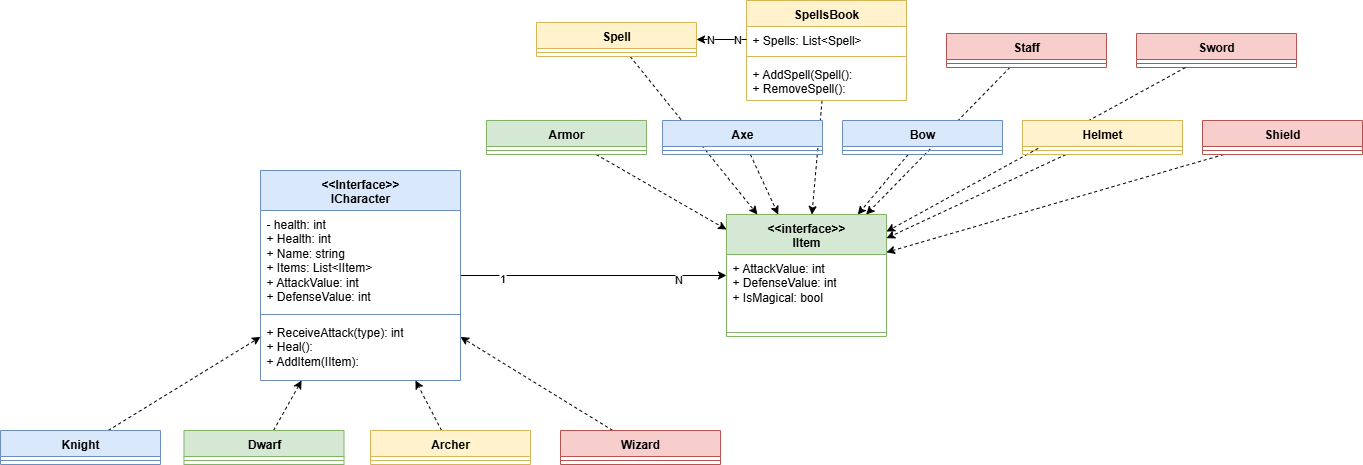 SpellsBook
+ Spells: List<Spell>
+ AddSpell(Spell():
+ RemoveSpell():
Spell
N
N
Staff
Sword
Armor
Axe
Bow
Helmet
Shield
<<Interface>>
ICharacter
- health: int
+ Health: int
+ Name: string
+ Items: List<IItem>
+ AttackValue: int
+ DefenseValue: int
+ ReceiveAttack(type): int
+ Heal():
+ AddItem(IItem):
1
N
<<interface>>
IItem
+ AttackValue: int
+ DefenseValue: int
+ IsMagical: bool
Knight
Dwarf
Archer
Wizard